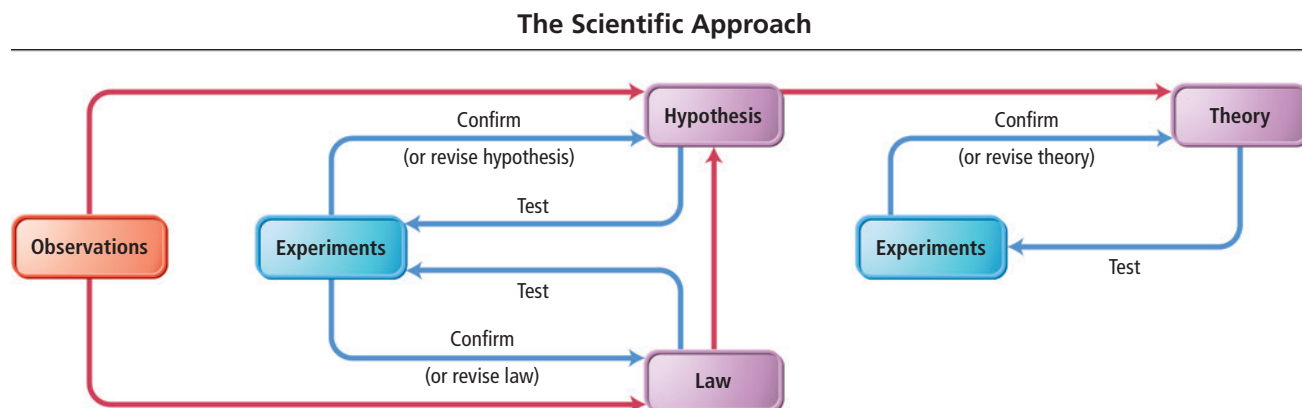 The Scientific Approach
Hypothesis
Theory
Confirm
(or revise hypothesis)
Confirm
(or revise theory)
Test
Observations
Experiments
Experiments
Test
Test
Confirm
(or revise law)
Law